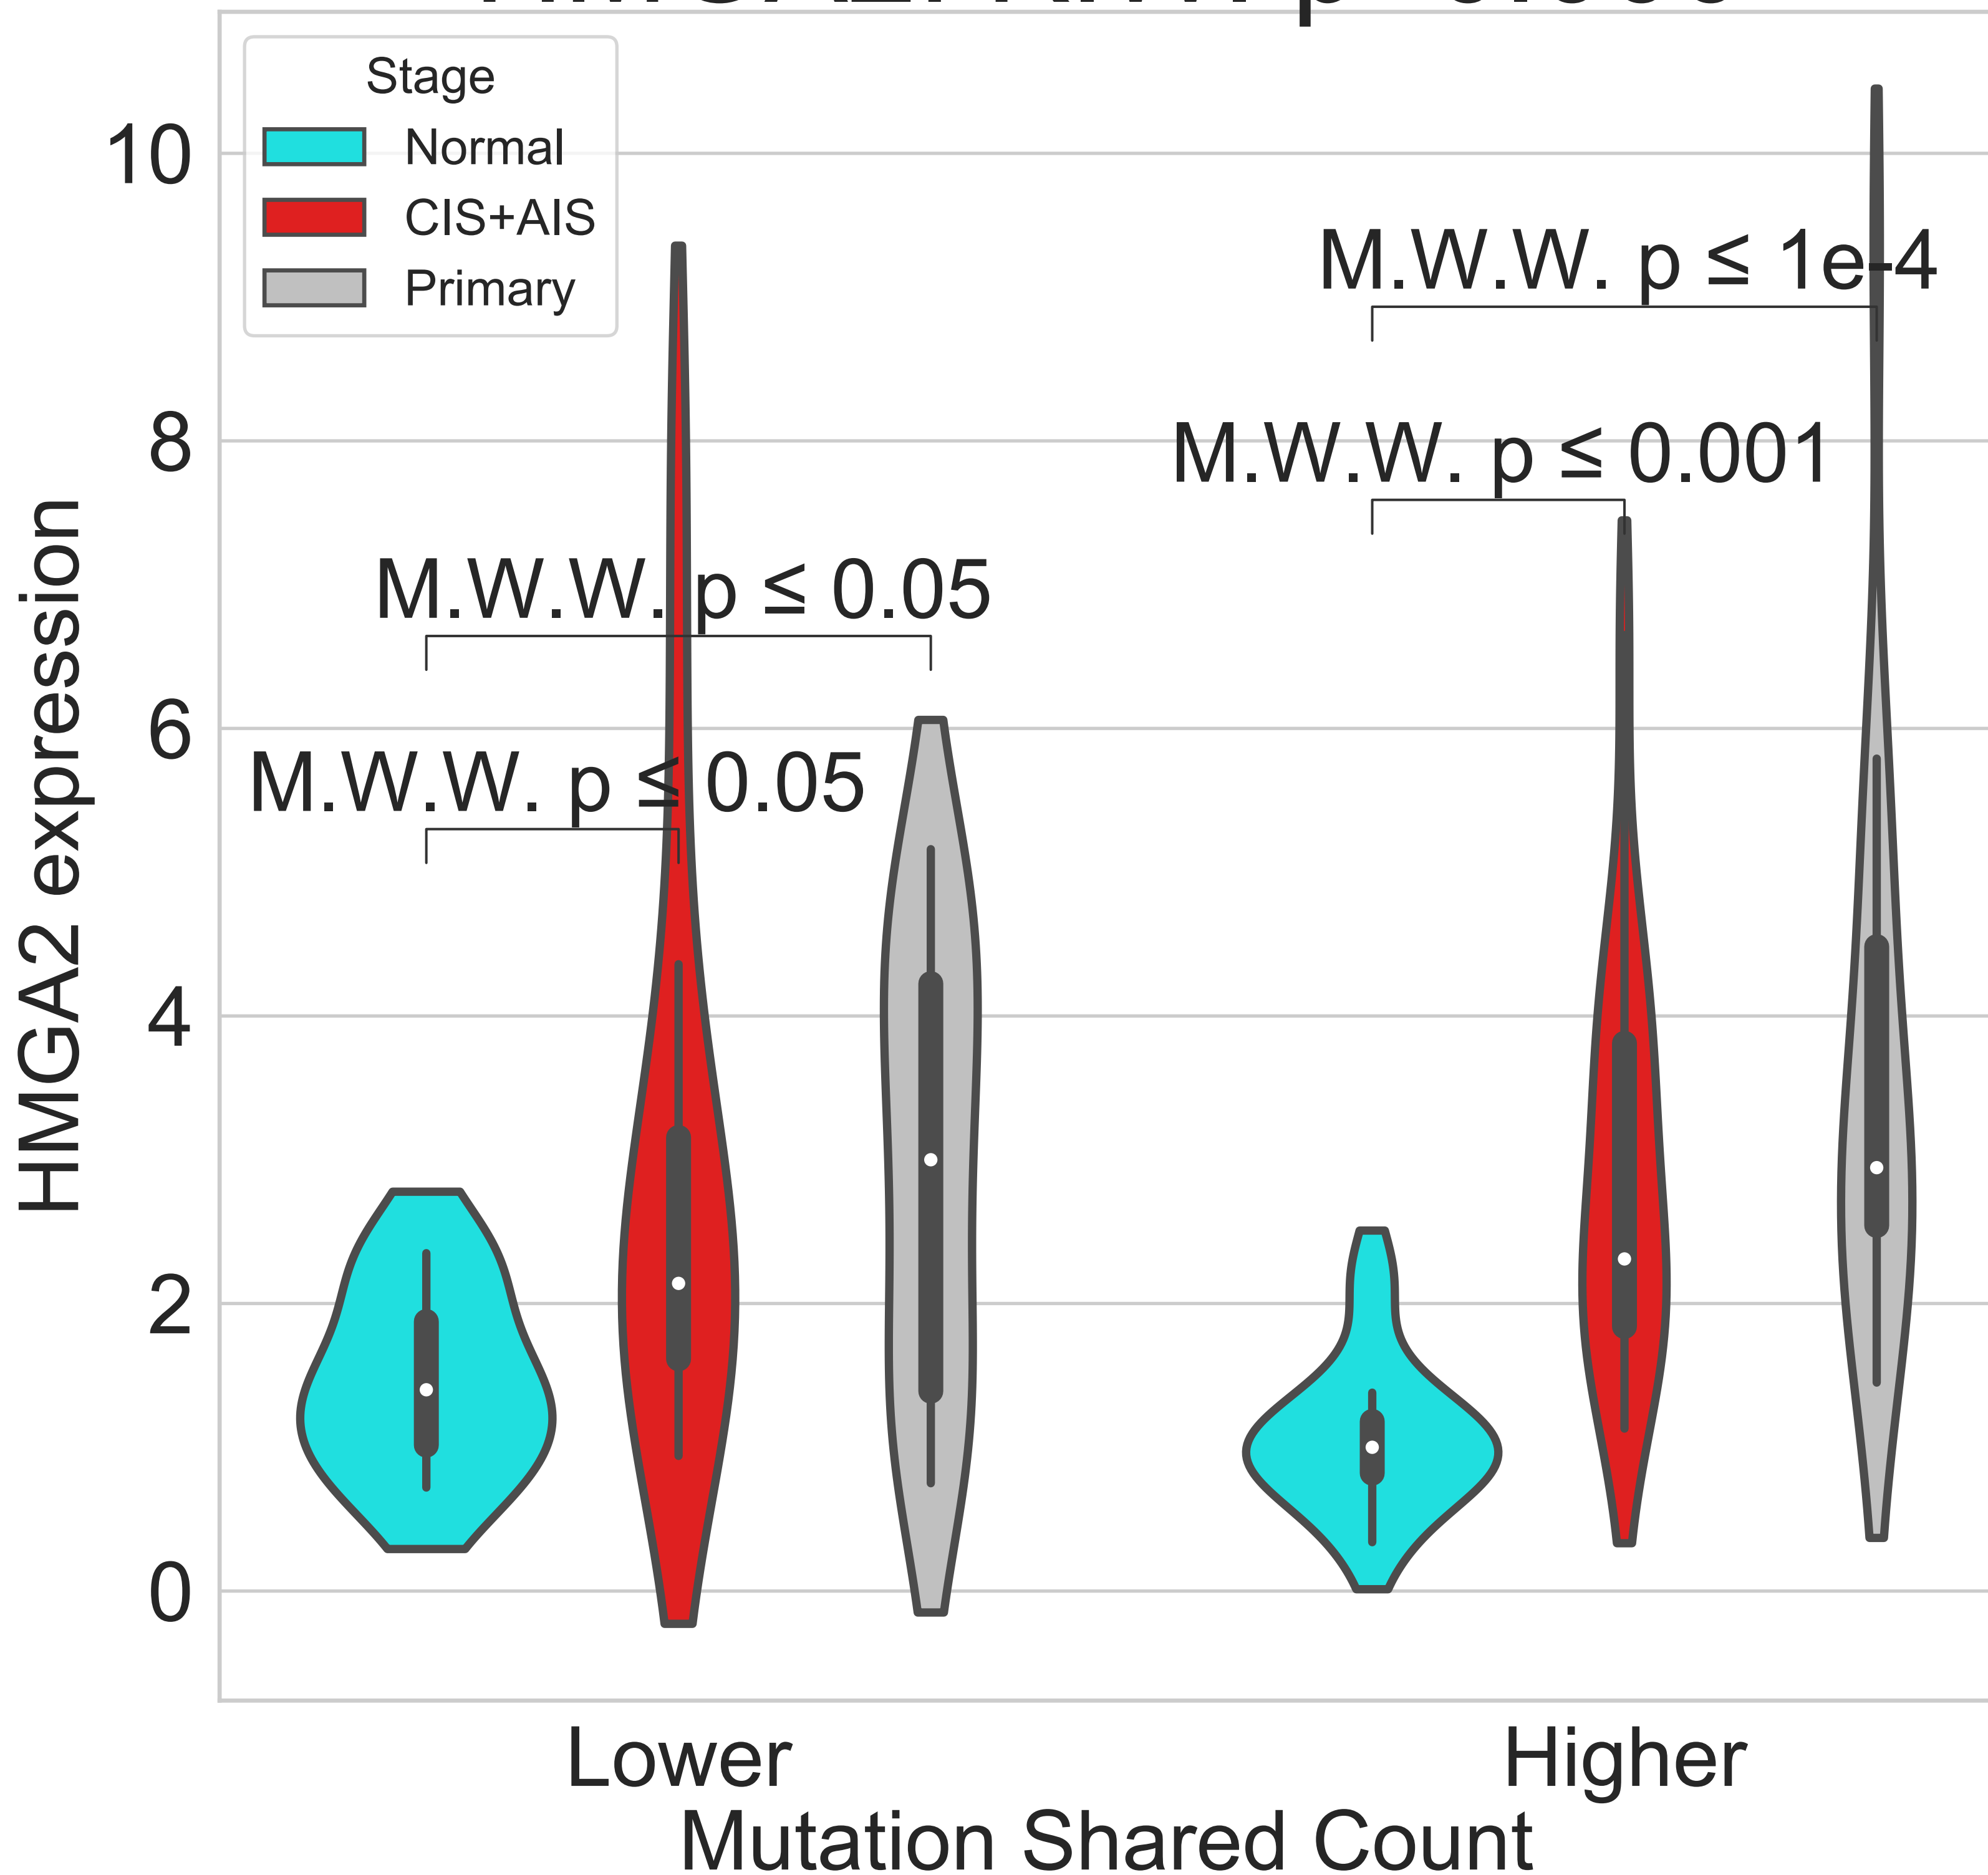 Stage
Normal
CIS+AIS
Primary
10
8
6
4
2
0
HMGA2 expression
M.W.W. p ≤ 1e-4
M.W.W. p ≤ 0.001
M.W.W. p ≤ 0.05
M.W.W. p ≤ 0.05
Lower
Higher
Mutation Shared Count